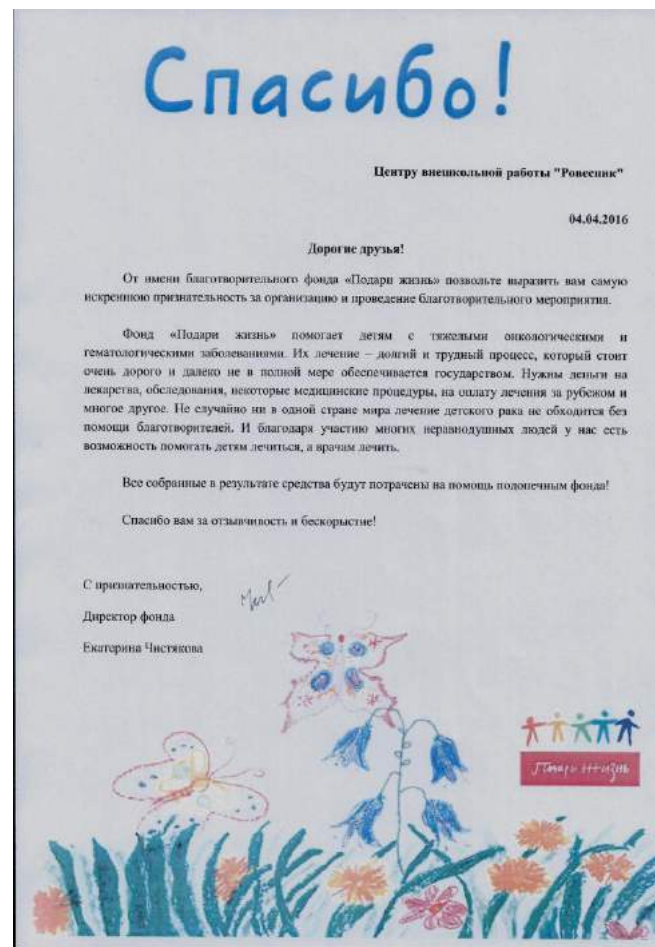 Спасибо!
Центру внешкольной работы "Ровесник"
04.04.2016
Дорогие друзья!
От имени благотворительного фонда «Подари жизнь» позвольте выразить вам самую
искреннюю признательность за организацию и проведение благотворительного мероприятия.
Фонд «Подари жизнь» помогает детям с тяжелыми онкологическими и
гематологическими заболеваниями. Их лечение – долгий и трудный процесс, который стоит
очень дорого и далеко не в полной мере обеспечивается государством. Нужны деньги на
лекарства, обследования, некоторые медицинские процедуры, на оплату лечения за рубежом и
многое другое. Не случайно ни в одной стране мира лечение детского рака не обходится без
помощи благотворителей. И благодаря участию многих неравнодушных людей у нас есть
возможность помогать детям лечиться, а врачам лечить.
Все собранные в результате средства будут потрачены на помощь подопечным фонда!
Спасибо вам за отзывчивость и бескорыстие!
С признательностью,
Директор фонда
Екатерина Чистякова
Подари жизнь